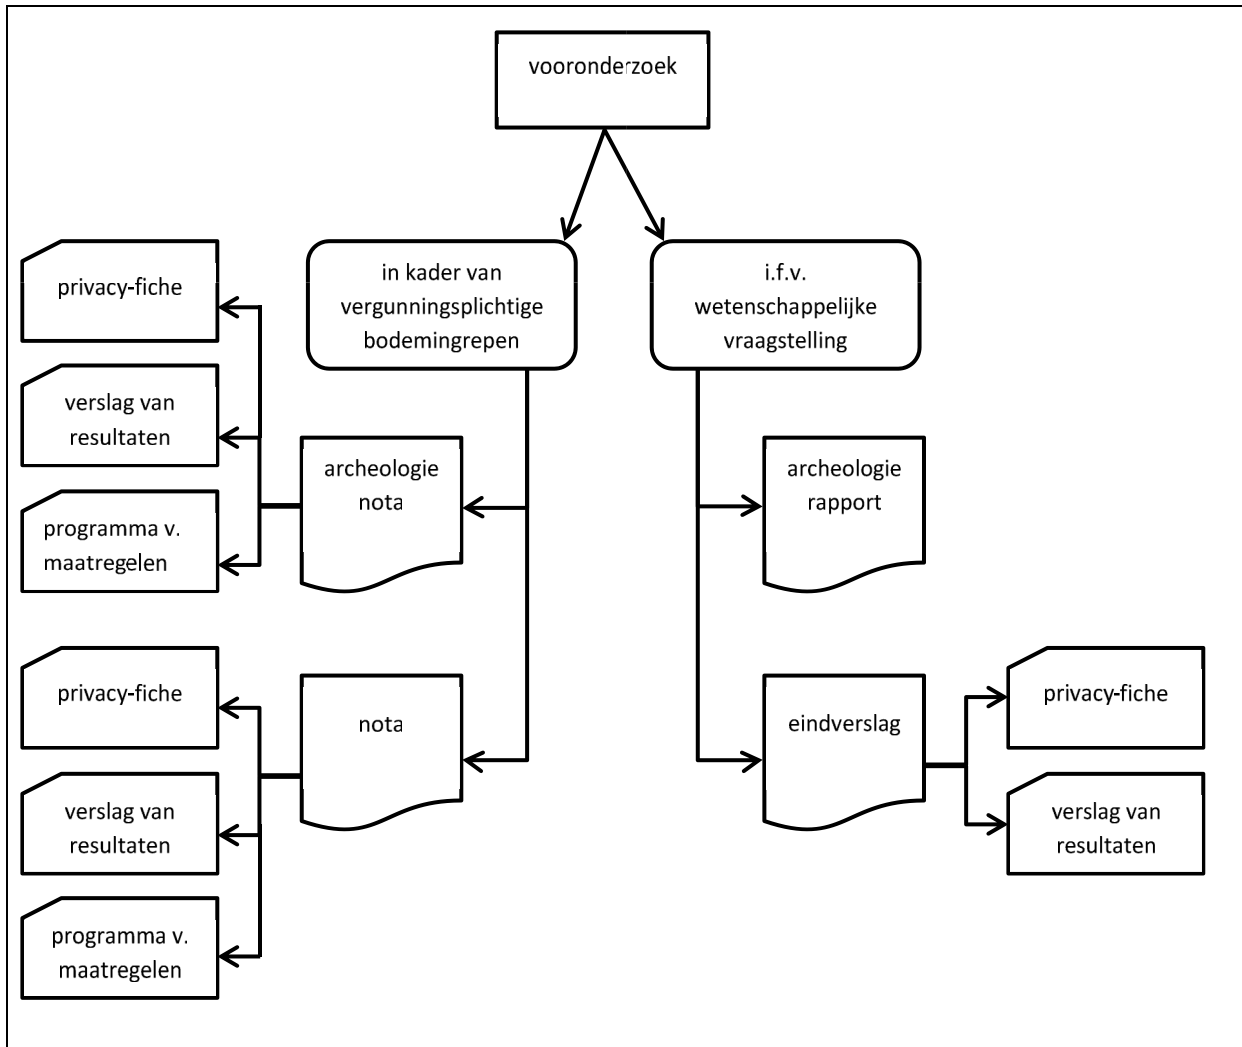 vooronderzoek
in kader van
vergunningsplichtige
bodemingrepen
i.f.v.
wetenschappelijke
vraagstelling
privacy-fiche
verslag van
resultaten
programma v.
maatregelen
archeologie
nota
archeologie
rapport
privacy-fiche
verslag van
resultaten
programma v.
maatregelen
nota
eindverslag
privacy-fiche
verslag van
resultaten